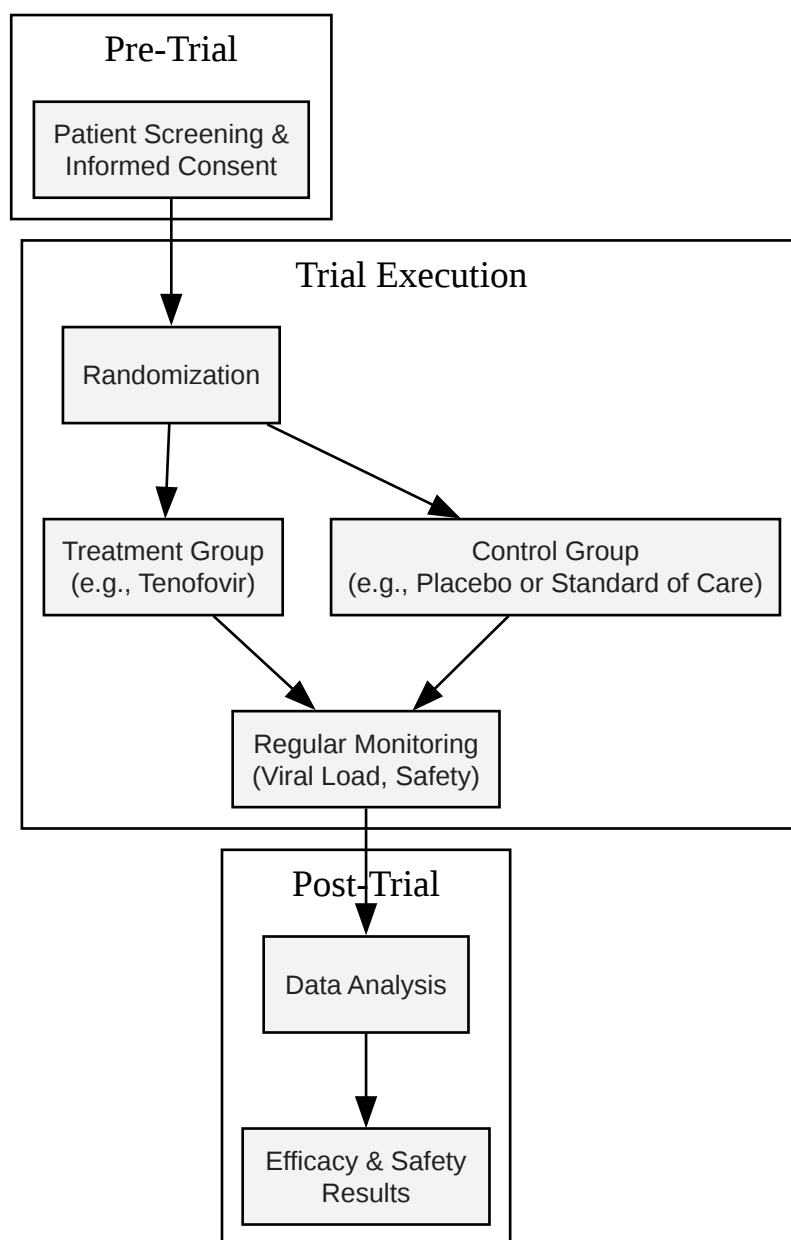 Pre-Trial
Patient Screening &
Informed Consent
Trial Execution
Randomization
Treatment Group
(e.g., Tenofovir)
Control Group
(e.g., Placebo or Standard of Care)
Regular Monitoring
(Viral Load, Safety)
Post-Trial
Data Analysis
Efficacy & Safety
Results